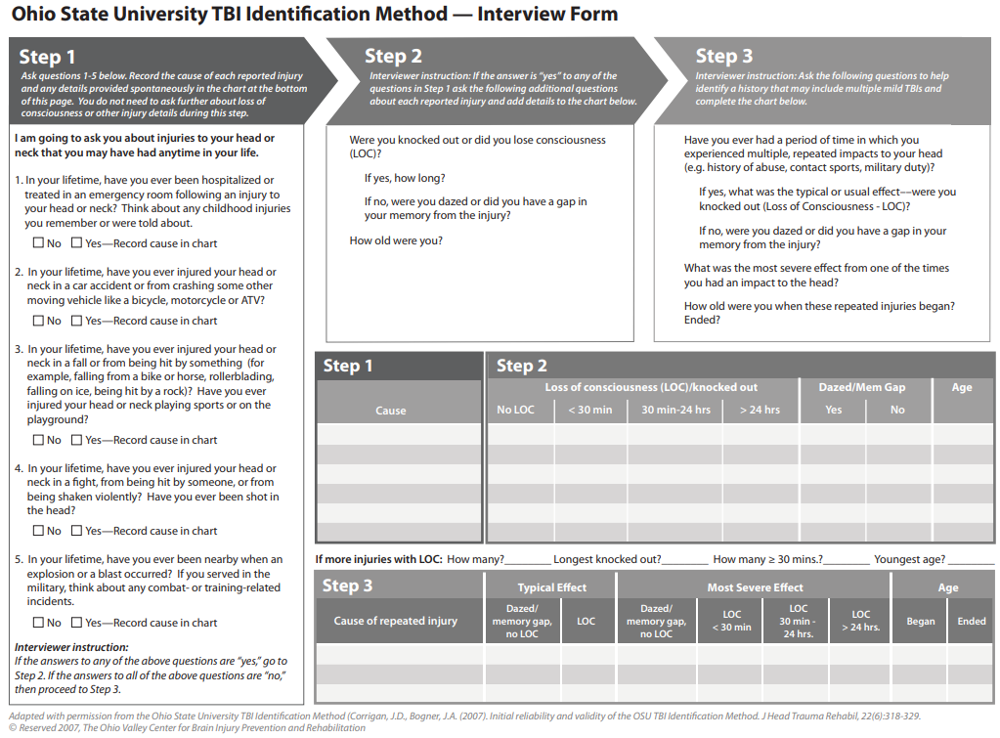 Ohio State University TBI Identification Method — Interview Form
Step 1
Ask questions 1-5 below. Record the cause of each reported injury
and any details provided spontaneously in the chart at the bottom
of this page. You do not need to ask further about loss of
consciousness or other injury details during this step.
I am going to ask you about injuries to your head or
neck that you may have had anytime in your life.
1. In your lifetime, have you ever been hospitalized or
treated in an emergency room following an injury to
your head or neck? Think about any childhood injuries
you remember or were told about.
No Yes—Record cause in chart
2. In your lifetime, have you ever injured your head or
neck in a car accident or from crashing some other
moving vehicle like a bicycle, motorcycle or ATV?
No Yes—Record cause in chart
3. In your lifetime, have you ever injured your head or
neck in a fall or from being hit by something (for
example, falling from a bike or horse, rollerblading,
falling on ice, being hit by a rock)? Have you ever
injured your head or neck playing sports or on the
playground?
No Yes—Record cause in chart
4. In your lifetime, have you ever injured your head or
neck in a fight, from being hit by someone, or from
being shaken violently? Have you ever been shot in
the head?
No Yes—Record cause in chart
5. In your lifetime, have you ever been nearby when an
explosion or a blast occurred? If you served in the
military, think about any combat- or training-related
incidents.
No Yes—Record cause in chart
Interviewer instruction:
If the answers to any of the above questions are "yes," go to
Step 2. If the answers to all of the above questions are "no,"
then proceed to Step 3.
Step 2
Interviewer instruction: If the answer is "yes" to any of the
questions in Step 1 ask the following additional questions
about each reported injury and add details to the chart below.
Were you knocked out or did you lose consciousness
(LOC)?
If yes, how long?
If no, were you dazed or did you have a gap in
your memory from the injury?
How old were you?
Step 3
Interviewer instruction: Ask the following questions to help
identify a history that may include multiple mild TBIs and
complete the chart below.
Have you ever had a period of time in which you
experienced multiple, repeated impacts to your head
(e.g. history of abuse, contact sports, military duty)?
If yes, what was the typical or usual effect—were you
knocked out (Loss of Consciousness - LOC)?
If no, were you dazed or did you have a gap in your
memory from the injury?
What was the most severe effect from one of the times
you had an impact to the head?
How old were you when these repeated injuries began?
Ended?
Step 1 Step 2
Loss of consciousness (LOC)/knocked out Dazed/Mem Gap Age
Cause No LOC < 30 min 30 min-24 hrs > 24 hrs Yes No
If more injuries with LOC: How many?_______ Longest knocked out?_______ How many ≥ 30 mins.?_______ Youngest age? _______
Step 3 Typical Effect Most Severe Effect Age
Cause of repeated injury
Dazed/
memory gap,
no LOC
LOC
Dazed/
memory gap,
no LOC
LOC
< 30 min
LOC
30 min -
24 hrs.
LOC
> 24 hrs.
Began
Ended
Adapted with permission from the Ohio State University TBI Identification Method (Corrigan, J.D., Bogner, J.A. (2007). Initial reliability and validity of the OSU TBI Identification Method. J Head Trauma Rehabil, 22(6):318-329.
© Reserved 2007, The Ohio Valley Center for Brain Injury Prevention and Rehabilitation